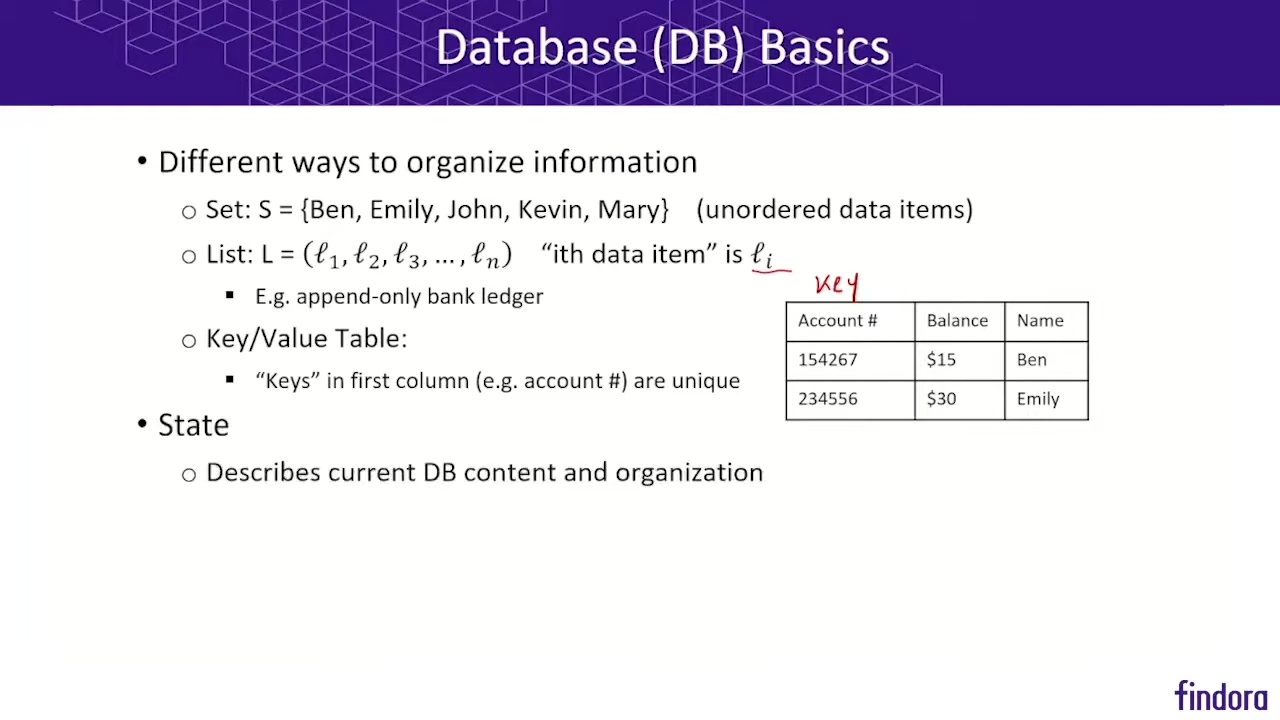 Database (DB) Basics
• Different ways to organize information
o Set: S = {Ben, Emily, John, Kevin, Mary} (unordered data items)
o List: L = (ℓ₁, ℓ₂, ℓ₃, … , ℓₙ) “ith data item” is ℓᵢ
▪ E.g. append-only bank ledger
key
Account # Balance Name
154267 $15 Ben
234556 $30 Emily
o Key/Value Table:
▪ “Keys” in first column (e.g. account #) are unique
• State
o Describes current DB content and organization
findora